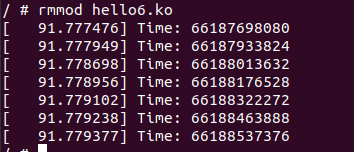 / # rmmod hello6.ko
[   91.777476] Time: 66187698080
[   91.777949] Time: 66187933824
[   91.778698] Time: 66188013632
[   91.778956] Time: 66188176528
[   91.779102] Time: 66188322272
[   91.779238] Time: 66188463888
[   91.779377] Time: 66188537376
/ #